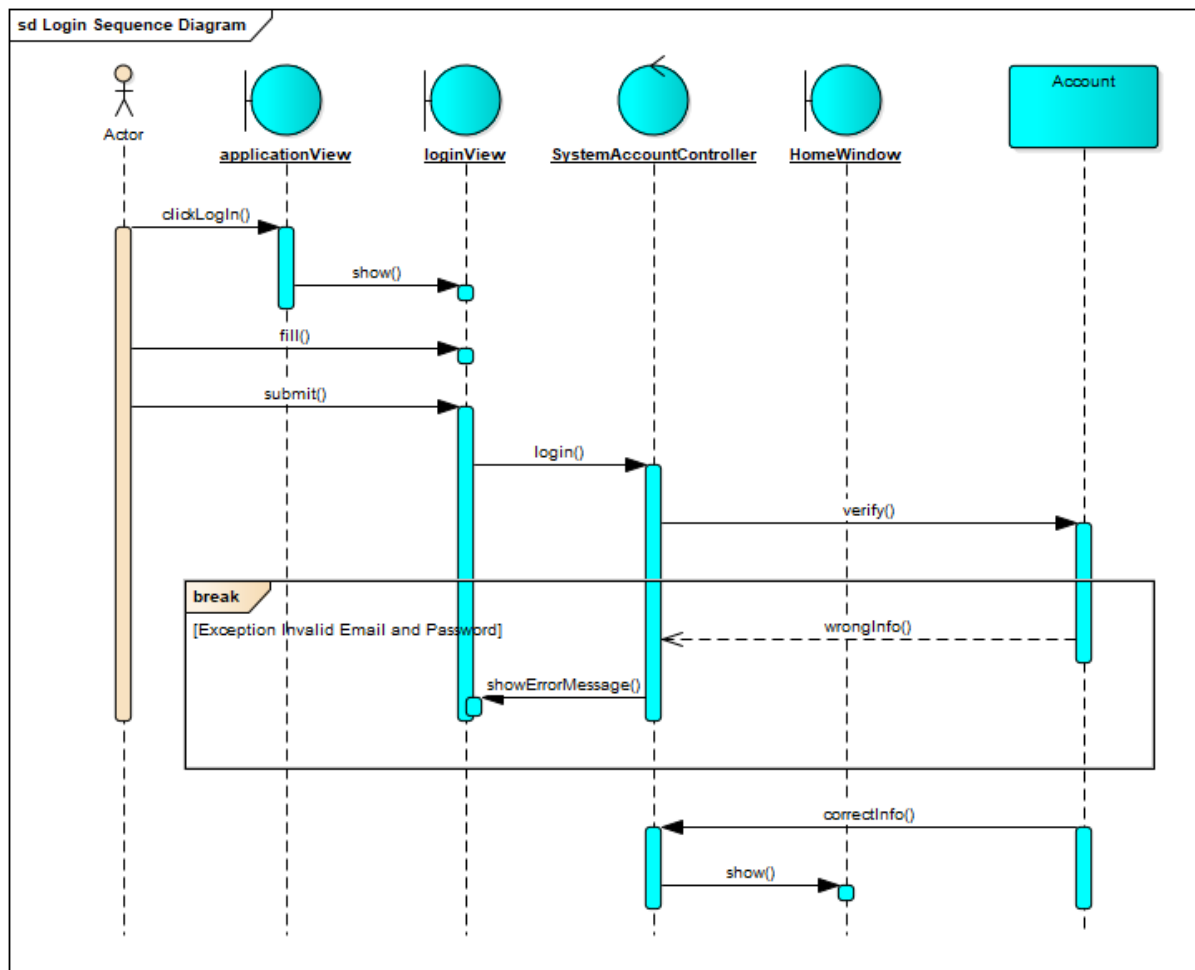 sd Login Sequence Diagram
Actor
applicationView
loginView
SystemAccountController
HomeWindow
Account
clickLogIn()
show()
fill()
submit()
login()
verify()
break
[Exception Invalid Email and Password]
wrongInfo()
showErrorMessage()
correctInfo()
show()